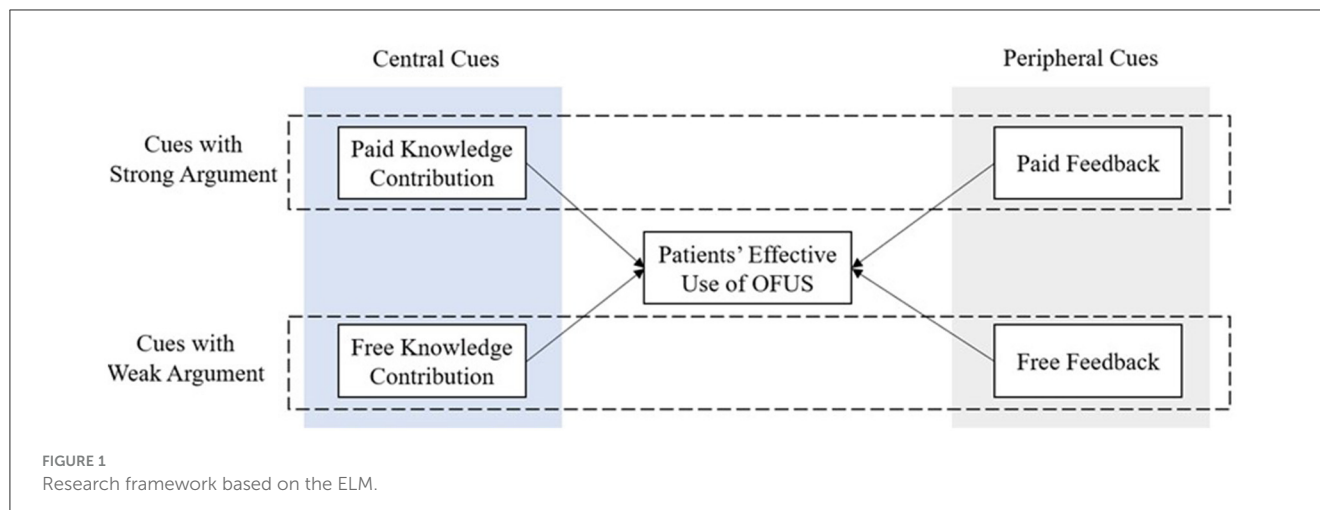 Central Cues
Peripheral Cues
Cues with
Strong Argument
Paid Knowledge
Contribution
Paid Feedback
Patients’ Effective
Use of OFUS
Cues with
Weak Argument
Free Knowledge
Contribution
Free Feedback
FIGURE 1
Research framework based on the ELM.